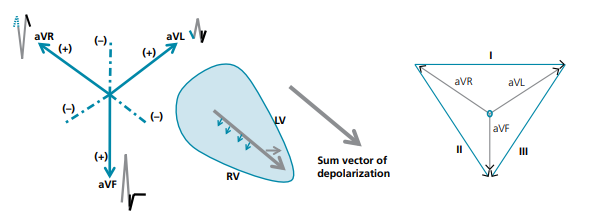 aVR
(+)
(–)
aVL
(+)
(–)
(–)
(+)
aVF
LV
RV
Sum vector of
depolarization
I
aVR
aVL
aVF
II
III